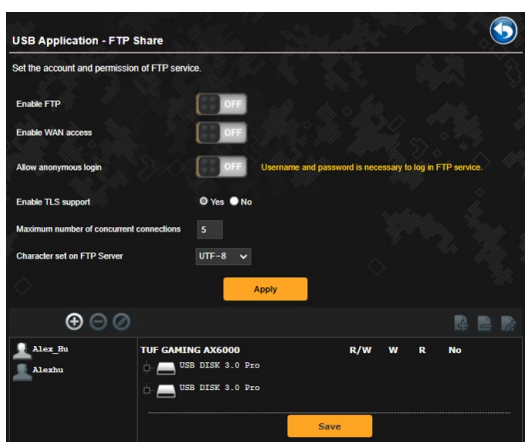 USB Application - FTP Share
Set the account and permission of FTP service.
Enable FTP OFF
Enable WAN access OFF
Allow anonymous login OFF Username and password is necessary to log in FTP service.
Enable TLS support Yes No
Maximum number of concurrent connections 5
Character set on FTP Server UTF-8
Apply
Alex_Hu TUF GAMING AX6000 R/W W R No
Alexhu USB DISK 3.0 Pro
USB DISK 3.0 Pro
Save